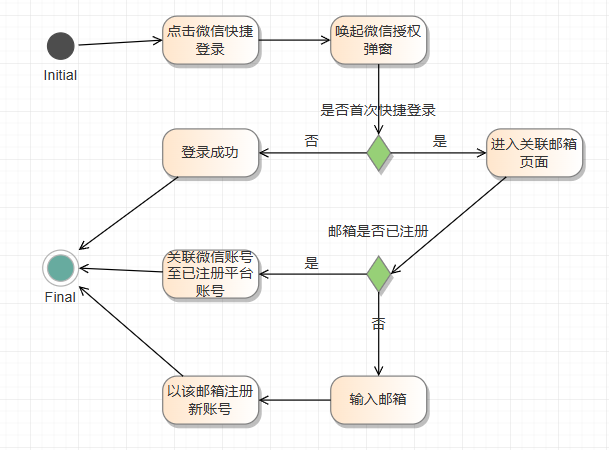 点击微信快捷
登录
唤起微信授权
弹窗
Initial
是否首次快捷登录
否
是
登录成功
进入关联邮箱
页面
邮箱是否已注册
关联微信账号
至已注册平台
账号
是
Final
否
以该邮箱注册
新账号
输入邮箱